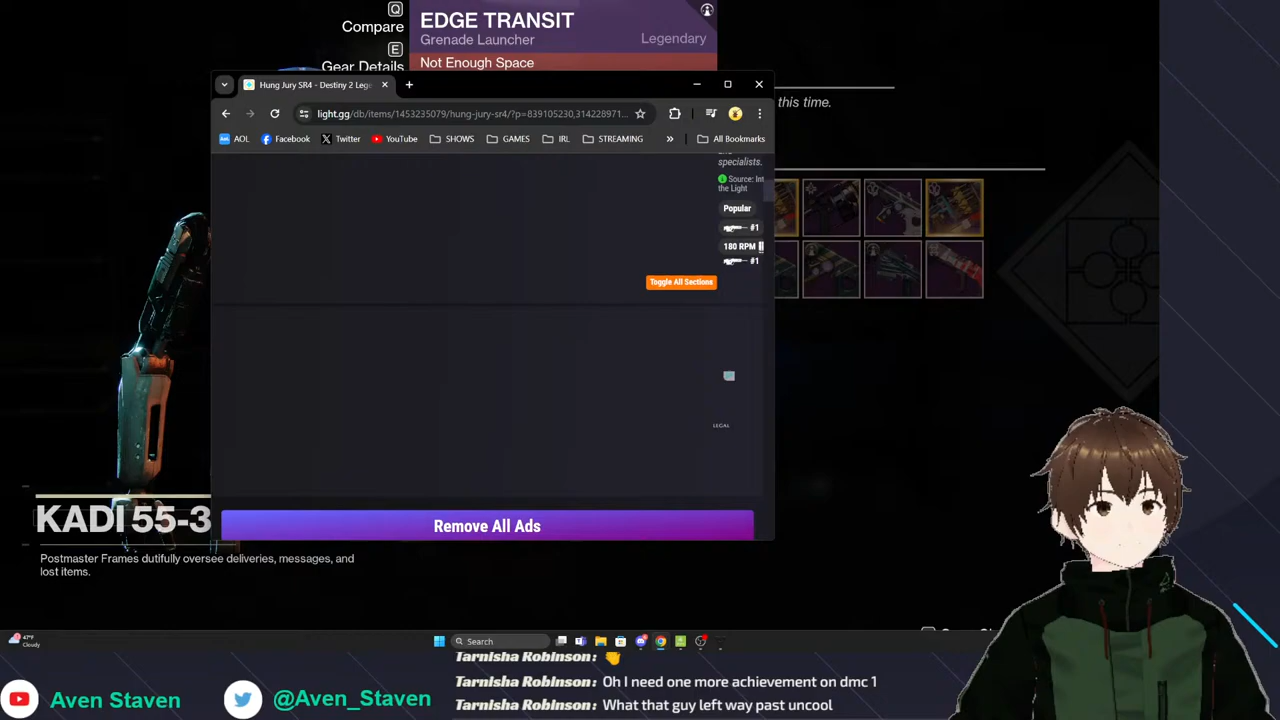 Q
Compare
E
Gear Details
EDGE TRANSIT
Grenade Launcher
Legendary
Not Enough Space
this time.
Hung Jury SR4 - Destiny 2 Lege
light.gg/db/items/1453235079/hung-jury-sr4/?p=839105230,314228971...
AOL
Facebook
Twitter
YouTube
SHOWS
GAMES
IRL
STREAMING
»
All Bookmarks
specialists.
Source: Int
the Light
Popular
#1
180 RPM
#1
Toggle All Sections
LEGAL
Remove All Ads
KADI 55-3
Postmaster Frames dutifully oversee deliveries, messages, and
lost items.
47°F
Cloudy
Search
Tarnisha Robinson:
Tarnisha Robinson: Oh I need one more achievement on dmc 1
Tarnisha Robinson: What that guy left way past uncool
Aven Staven
@Aven_Staven